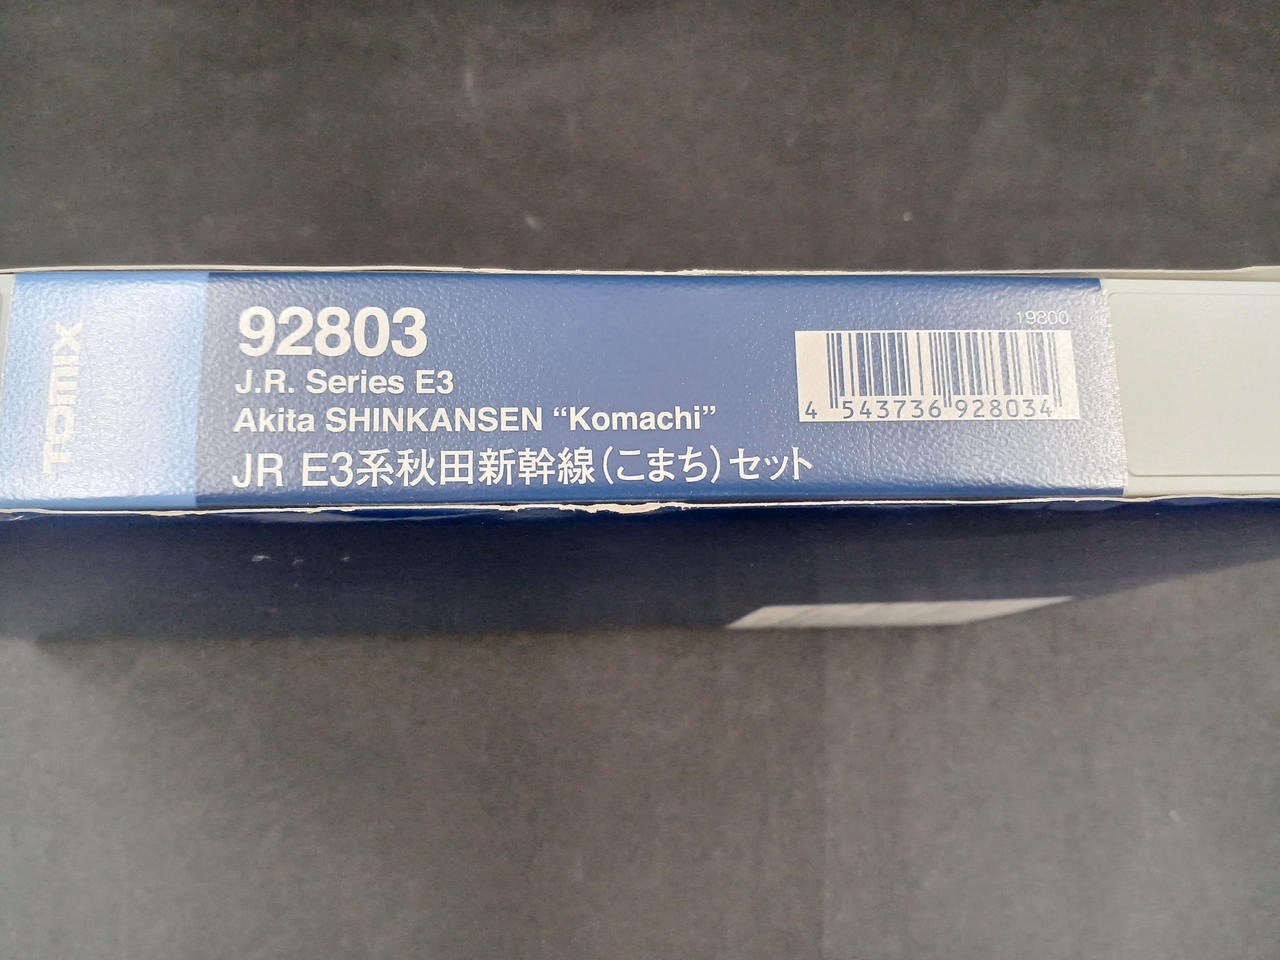 TOMIX
92803
J.R. Series E3
Akita SHINKANSEN “Komachi”
JR E3系秋田新幹線（こまち）セット
19800
4 543736 928034